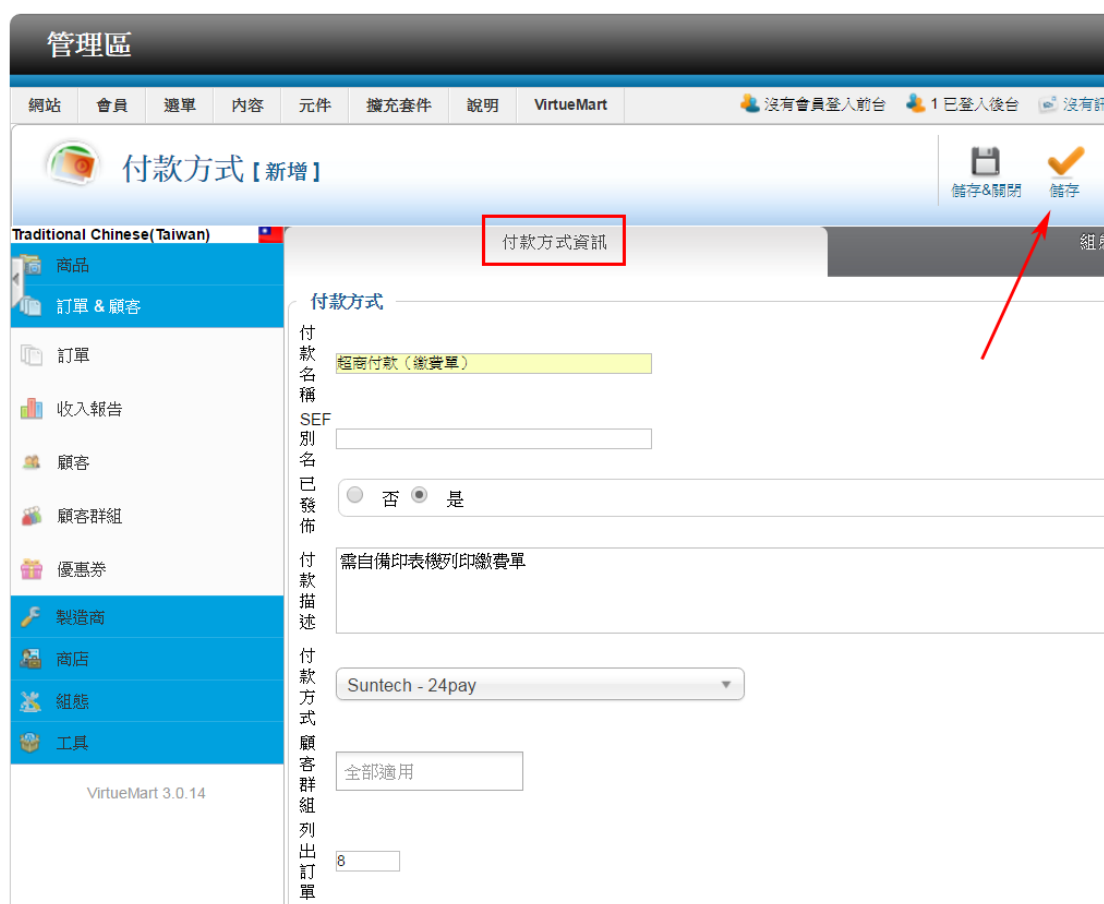 管理區
網站 會員 選單 內容 元件 擴充套件 說明 VirtueMart 沒有會員登入前台 1 已登入後台 沒有
付款方式 [ 新增 ]
儲存&關閉 儲存
Traditional Chinese(Taiwan)
付款方式資訊
組
商品
訂單 & 顧客
訂單
收入報告
顧客
顧客群組
優惠券
製造商
商店
組態
工具
VirtueMart 3.0.14
付款方式
付款名稱
超商付款（繳費單）
SEF別名
已發佈
否 是
付款描述
需自備印表機列印繳費單
付款方式
Suntech - 24pay
顧客群組
全部適用
列出訂單
8